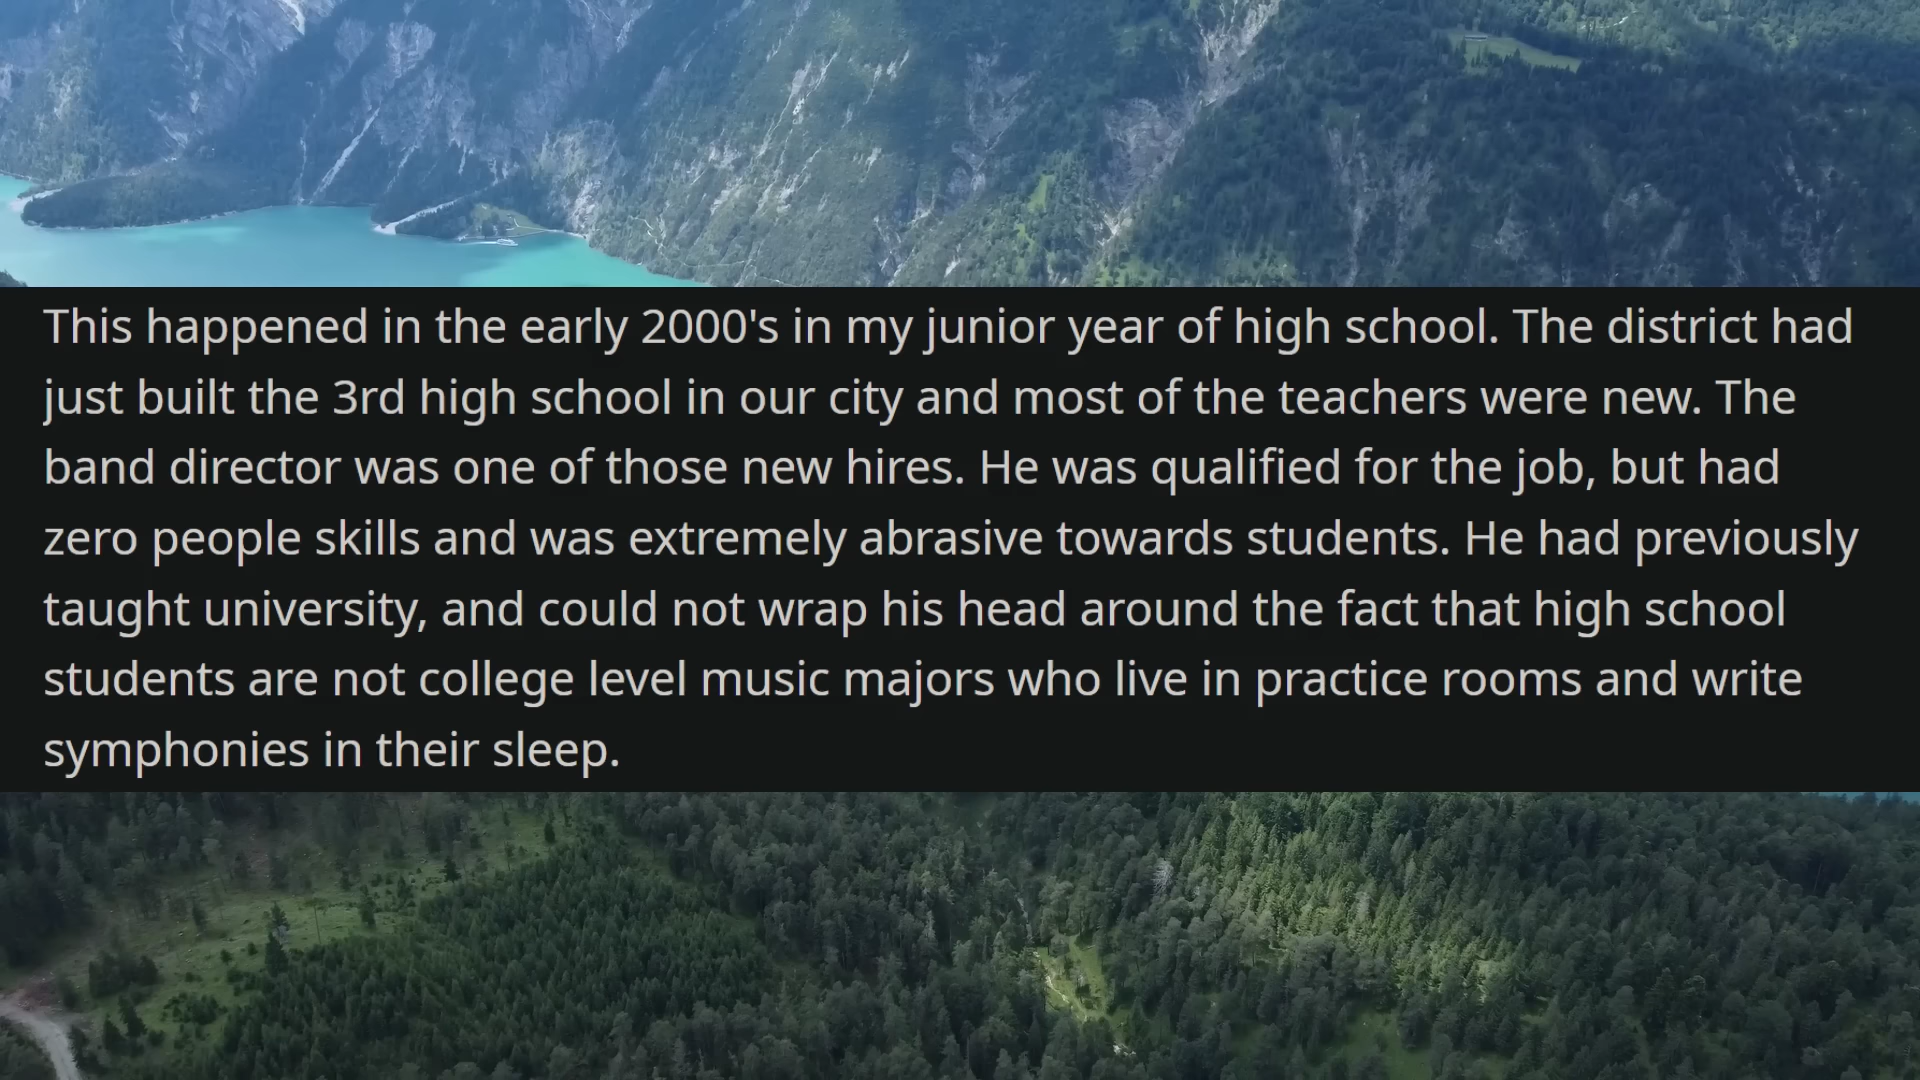 This happened in the early 2000's in my junior year of high school. The district had
just built the 3rd high school in our city and most of the teachers were new. The
band director was one of those new hires. He was qualified for the job, but had
zero people skills and was extremely abrasive towards students. He had previously
taught university, and could not wrap his head around the fact that high school
students are not college level music majors who live in practice rooms and write
symphonies in their sleep.